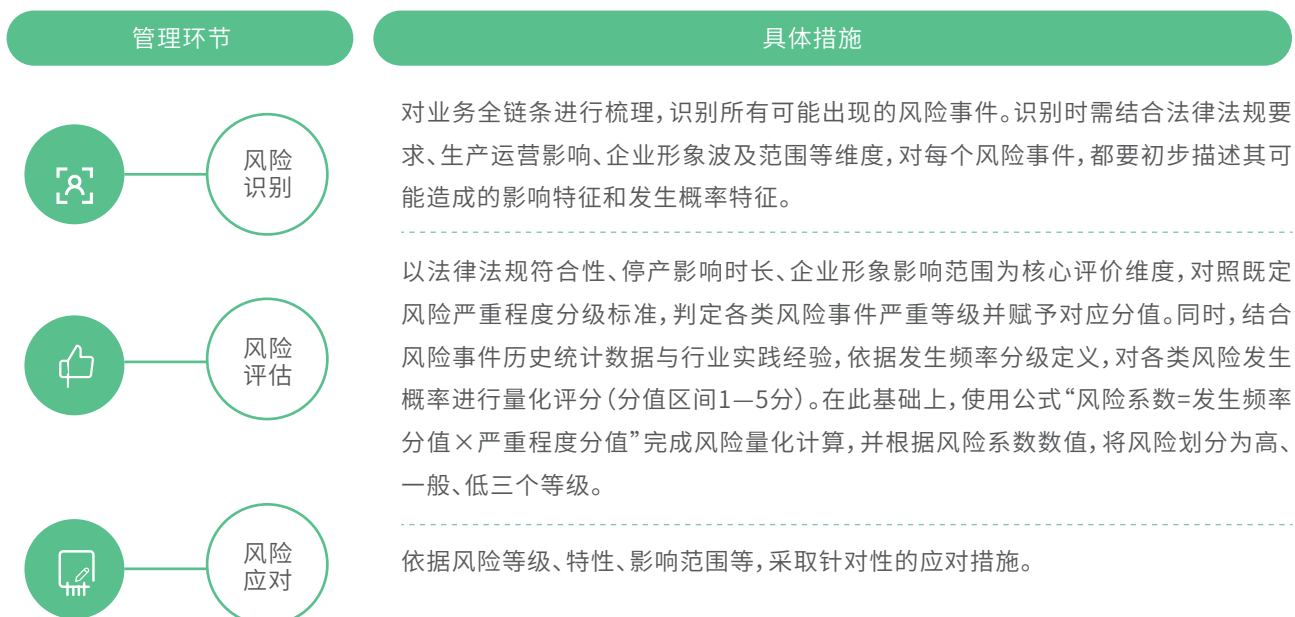 管理环节
具体措施
风险
识别
对业务全链条进行梳理，识别所有可能出现的风险事件。识别时需结合法律法规要
求、生产运营影响、企业形象波及范围等维度，对每个风险事件，都要初步描述其可
能造成的影响特征和发生概率特征。
风险
评估
以法律法规符合性、停产影响时长、企业形象影响范围为核心评价维度，对照既定
风险严重程度分级标准，判定各类风险事件严重等级并赋予对应分值。同时，结合
风险事件历史统计数据与行业实践经验，依据发生频率分级定义，对各类风险发生
概率进行量化评分（分值区间1—5分）。在此基础上，使用公式“风险系数=发生频率
分值×严重程度分值”完成风险量化计算，并根据风险系数数值，将风险划分为高、
一般、低三个等级。
风险
应对
依据风险等级、特性、影响范围等，采取针对性的应对措施。